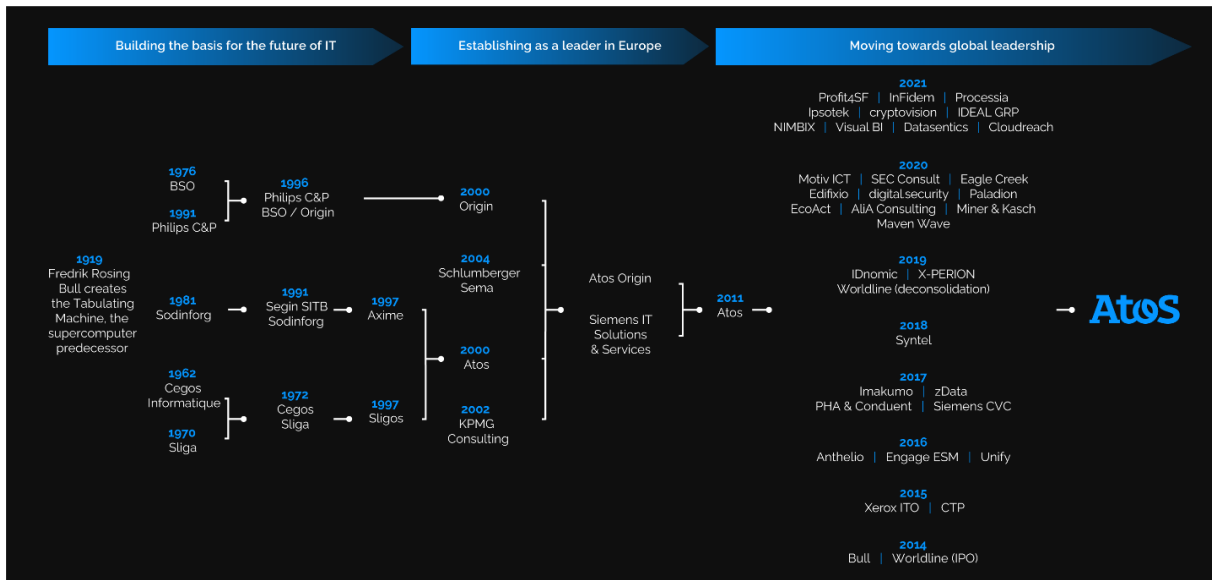 Building the basis for the future of IT
Establishing as a leader in Europe
Moving towards global leadership
1919
Fredrik Rosing
Bull creates
the Tabulating
Machine, the
supercomputer
predecessor
1976
BSO
1991
Philips C&P
1996
Philips C&P
BSO / Origin
1981
Sodinforg
1991
Segin SITB
Sodinforg
1997
Axime
1962
Cegos
Informatique
1970
Sliga
1972
Cegos
Sliga
1997
Sligos
2000
Origin
2004
Schlumberger
Sema
2000
Atos
2002
KPMG
Consulting
Atos Origin
Siemens IT
Solutions
& Services
2011
Atos
2021
Profit4SF | InFidem | Processia
Ipsotek | cryptovision | IDEAL GRP
NIMBIX | Visual BI | Datasentics | Cloudreach
2020
Motiv ICT | SEC Consult | Eagle Creek
Edifixio | digital.security | Paladion
EcoAct | AliA Consulting | Miner & Kasch
Maven Wave
2019
IDnomic | X-PERION
Worldline (deconsolidation)
2018
Syntel
2017
Imakumo | zData
PHA & Conduent | Siemens CVC
2016
Anthelio | Engage ESM | Unify
2015
Xerox ITO | CTP
2014
Bull | Worldline (IPO)
Atos